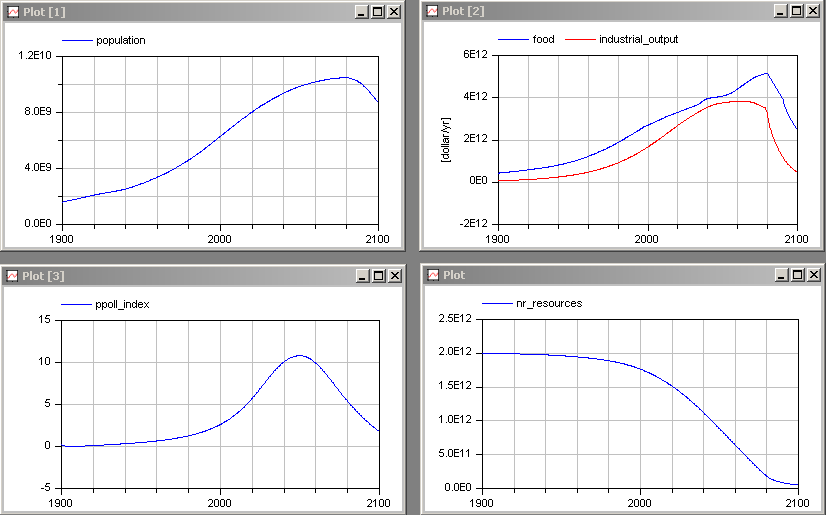 Plot [1]
population
1.2E10
8.0E9
4.0E9
0.0E0
1900 2000 2100
Plot [2]
food industrial_output
6E12
4E12
2E12
0E0
-2E12
[dollar/yr]
1900 2000 2100
Plot [3]
ppoll_index
15
10
5
0
-5
1900 2000 2100
Plot
nr_resources
2.5E12
2.0E12
1.5E12
1.0E12
5.0E11
0.0E0
1900 2000 2100